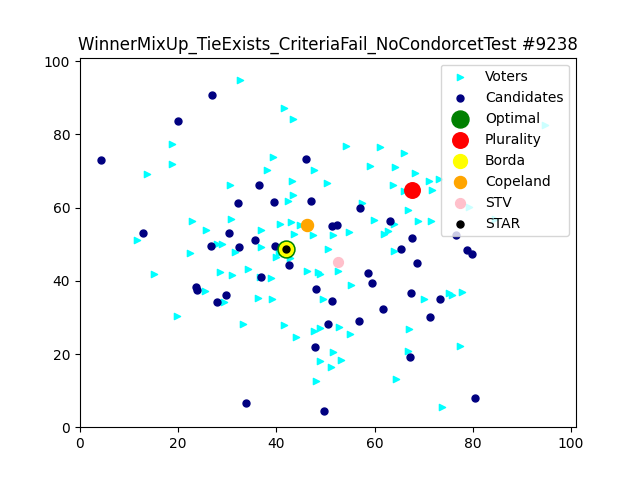 WinnerMixUp_TieExists_CriteriaFail_NoCondorcetTest #9238
100
80
60
40
20
0
0 20 40 60 80 100
Voters
Candidates
Optimal
Plurality
Borda
Copeland
STV
STAR